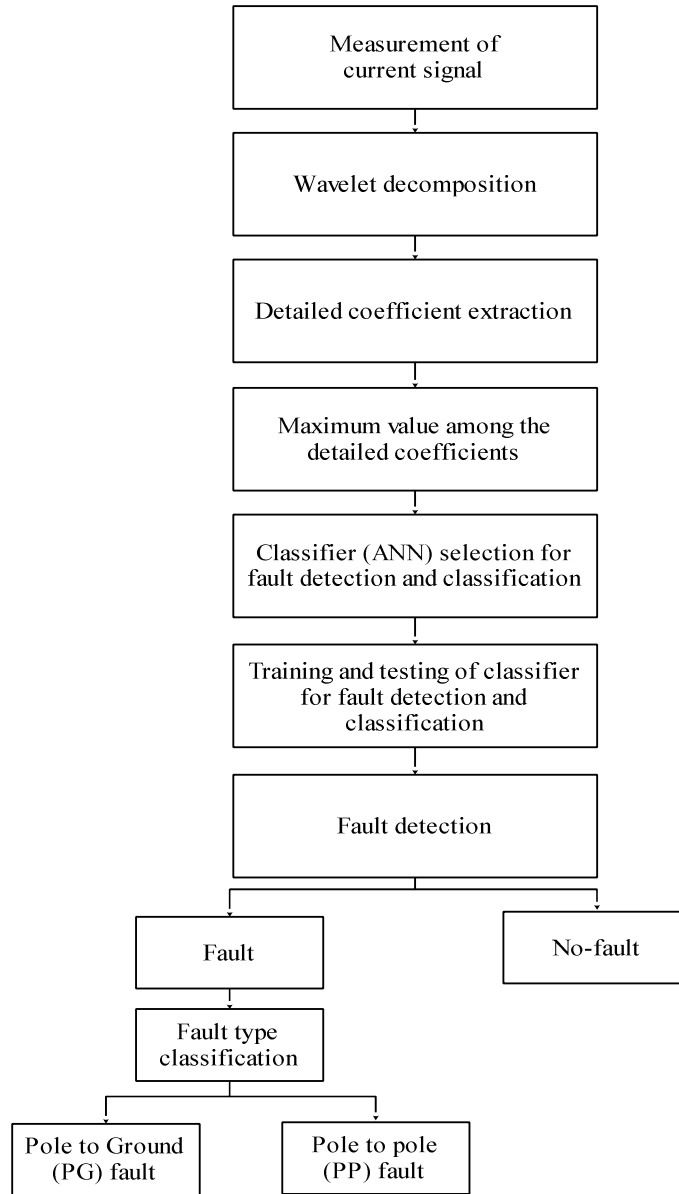 Measurement of
current signal
Wavelet decomposition
Detailed coefficient extraction
Maximum value among the
detailed coefficients
Classifier (ANN) selection for
fault detection and classification
Training and testing of classifier
for fault detection and
classification
Fault detection
Fault
No-fault
Fault type
classification
Pole to Ground
(PG) fault
Pole to pole
(PP) fault